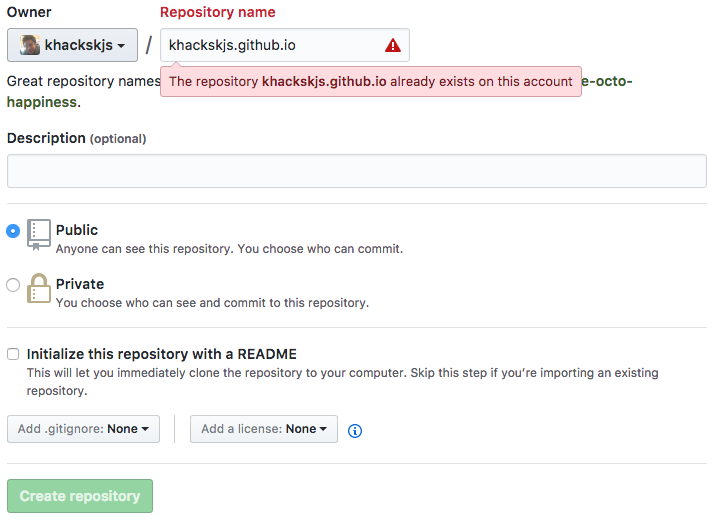 Owner Repository name
khackskjs / khackskjs.github.io
Great repository names The repository khackskjs.github.io already exists on this account e-octo-
happiness.
Description (optional)
Public
Anyone can see this repository. You choose who can commit.
Private
You choose who can see and commit to this repository.
Initialize this repository with a README
This will let you immediately clone the repository to your computer. Skip this step if you’re importing an existing
repository.
Add .gitignore: None Add a license: None
Create repository